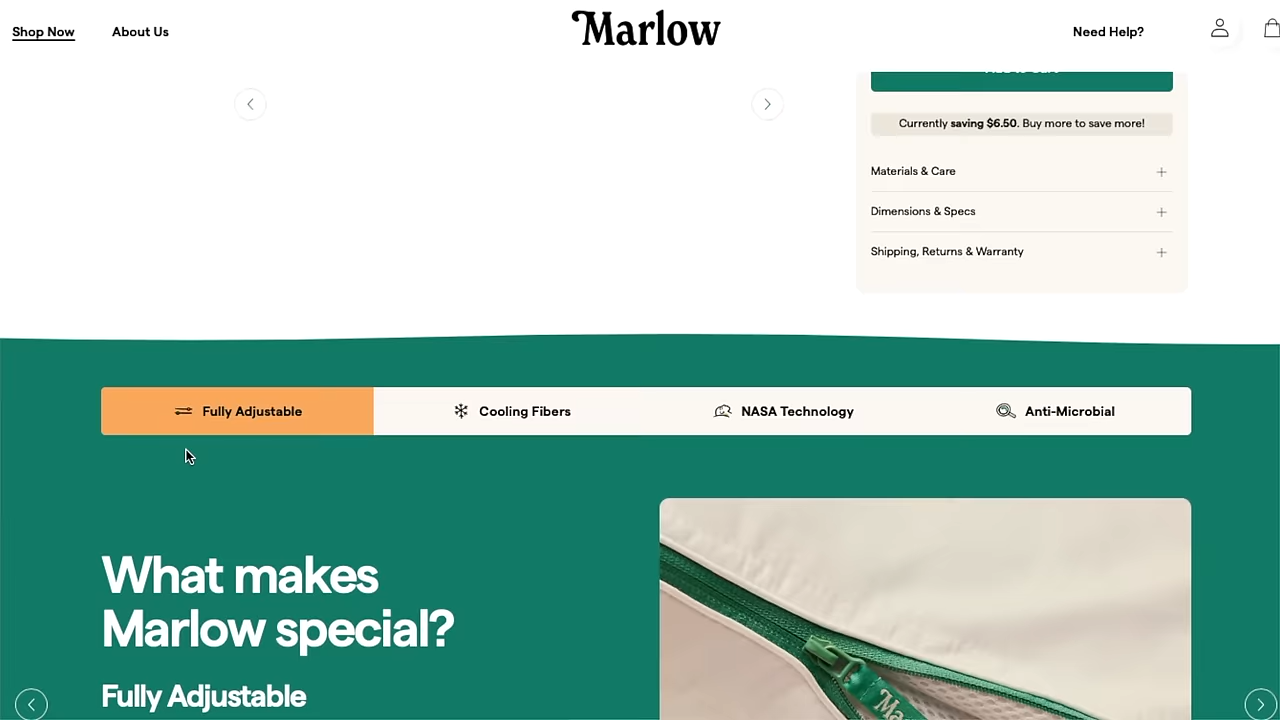 Shop Now
About Us
Marlow
Need Help?
Currently saving $6.50. Buy more to save more!
Materials & Care
Dimensions & Specs
Shipping, Returns & Warranty
Fully Adjustable
Cooling Fibers
NASA Technology
Anti-Microbial
What makes
Marlow special?
Fully Adjustable